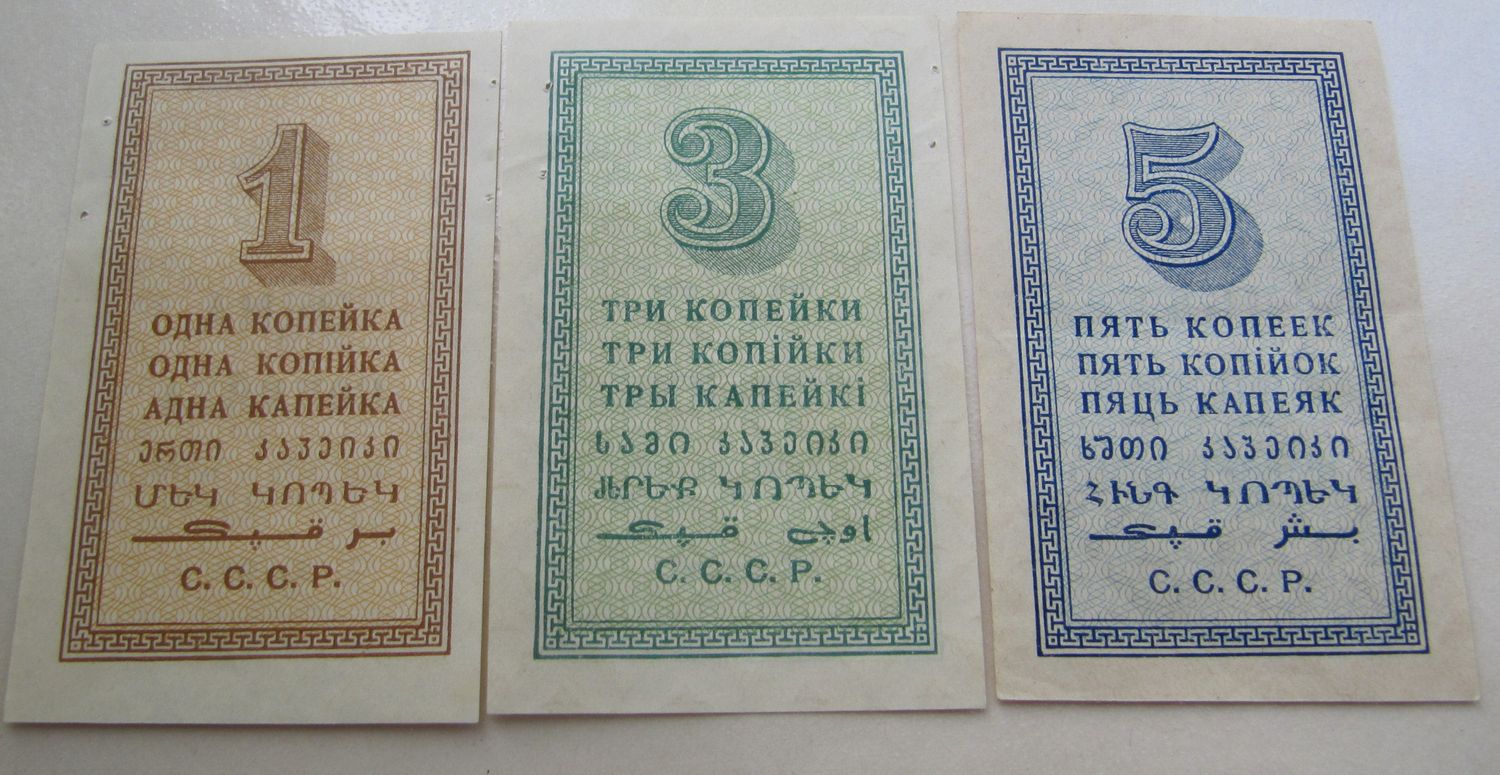 1
ОДНА КОПЕЙКА
ОДНА КОПІЙКА
АДНА КАПЕЙКА
ერთი კაპეიკი
ՄԵԿ ԿՈՊԵԿ
بر قپيك
С. С. С. Р.
3
ТРИ КОПЕЙКИ
ТРИ КОПІЙКИ
ТРЫ КАПЕЙКІ
სამი კაპეიკი
ԺԵՐԵՔ ԿՈՊԵԿ
اوچ قپيك
С. С. С. Р.
5
ПЯТЬ КОПЕЕК
ПЯТЬ КОПІЙОК
ПЯЦЬ КАПЕЯК
ხუთი კაპეიკი
ՀԻՆԳ ԿՈՊԵԿ
بش قپيك
С. С. С. Р.